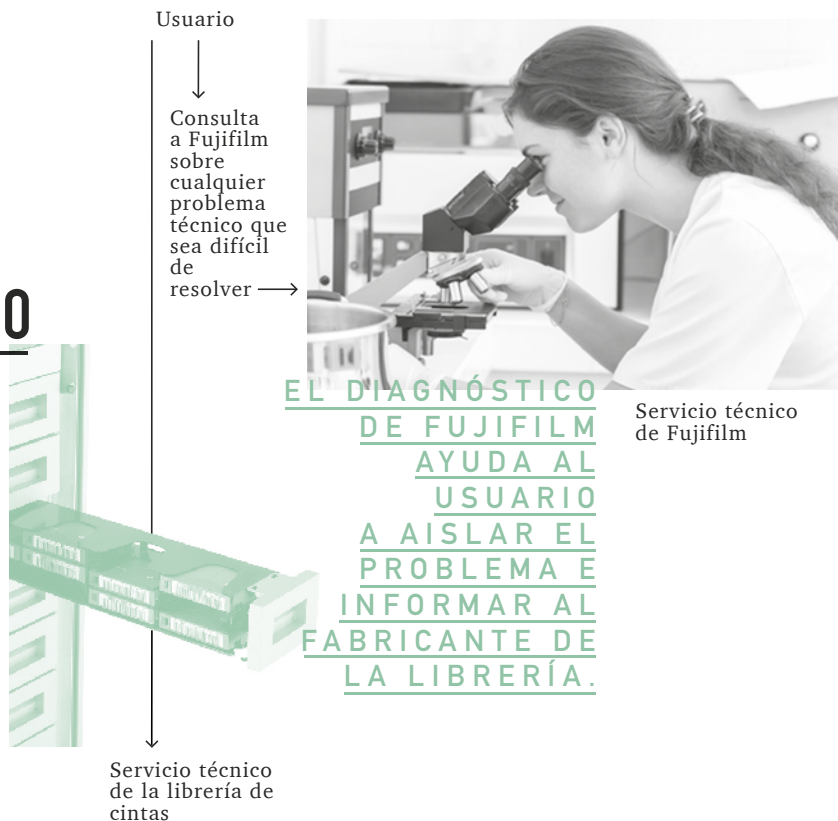 Usuario
Consulta
a Fujifilm
sobre
cualquier
problema
técnico que
sea difícil
de
resolver
0
EL DIAGNÓSTICO
DE FUJIFILM
AYUDA AL
USUARIO
A AISLAR EL
PROBLEMA E
INFORMAR AL
FABRICANTE DE
LA LIBRERÍA.
Servicio técnico
de Fujifilm
Servicio técnico
de la librería de
cintas